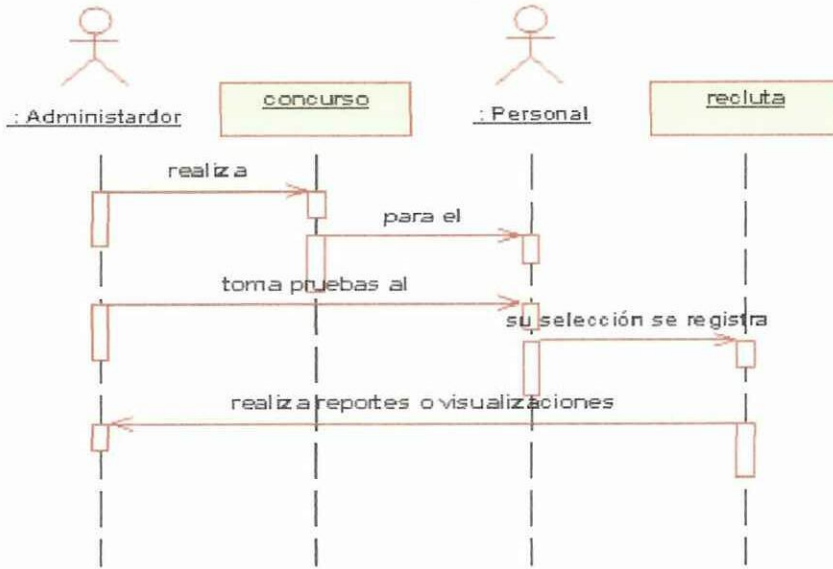 concurso
recluta
: Administardor
: Personal
realiza
para el
toma pruebas al
su selección se registra
realiza reportes o visualizaciones